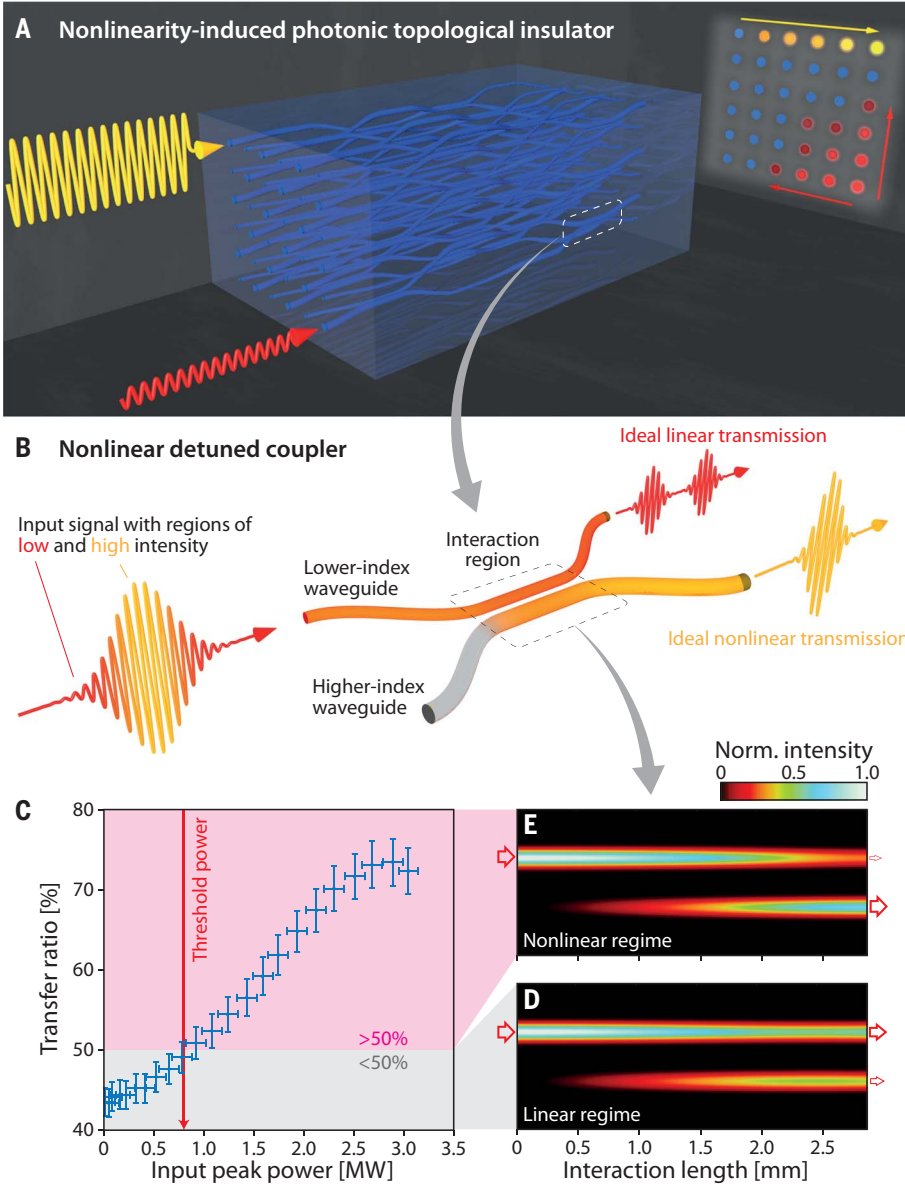 A Nonlinearity-induced photonic topological insulator
B Nonlinear detuned coupler
Ideal linear transmission
Input signal with regions of
low and high intensity
Interaction
region
Lower-index
waveguide
Ideal nonlinear transmission
Higher-index
waveguide
Norm. intensity
0 0.5 1.0
C
80
70
60
50
40
Transfer ratio [%]
Threshold power
>50%
<50%
0 0.5 1.0 1.5 2.0 2.5 3.0 3.5
Input peak power [MW]
E
Nonlinear regime
D
Linear regime
0 0.5 1.0 1.5 2.0 2.5
Interaction length [mm]